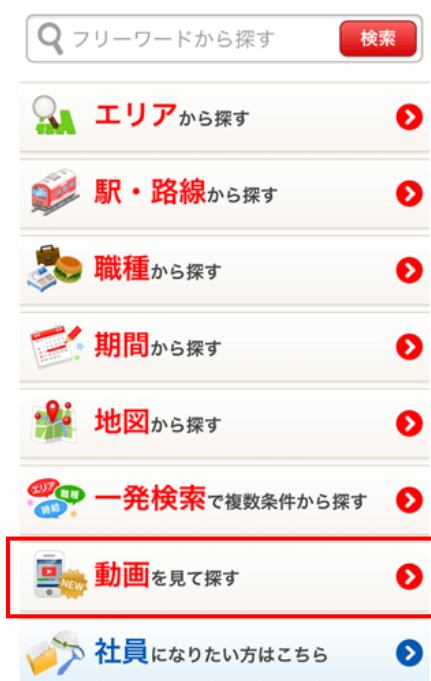 フリーワードから探す
検索
エリアから探す
駅・路線から探す
職種から探す
期間から探す
地図から探す
エリア
職種
時給
一発検索で複数条件から探す
NEW
動画を見て探す
社員になりたい方はこちら